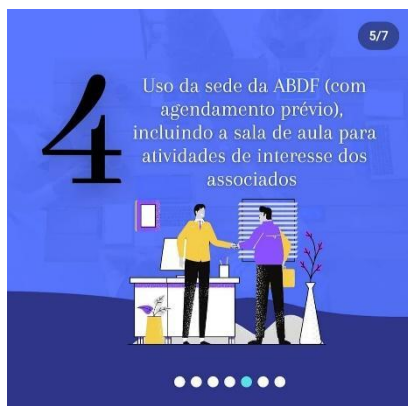 5/7
4
Uso da sede da ABDF (com
agendamento prévio),
incluindo a sala de aula para
atividades de interesse dos
associados